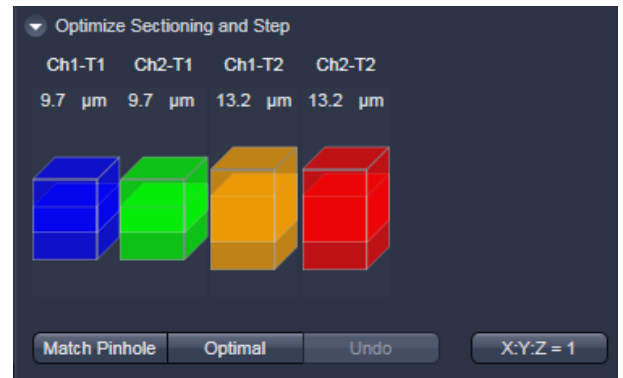 Optimize Sectioning and Step
Ch1-T1 Ch2-T1 Ch1-T2 Ch2-T2
9.7 µm 9.7 µm 13.2 µm 13.2 µm
Match Pinhole Optimal Undo X:Y:Z = 1